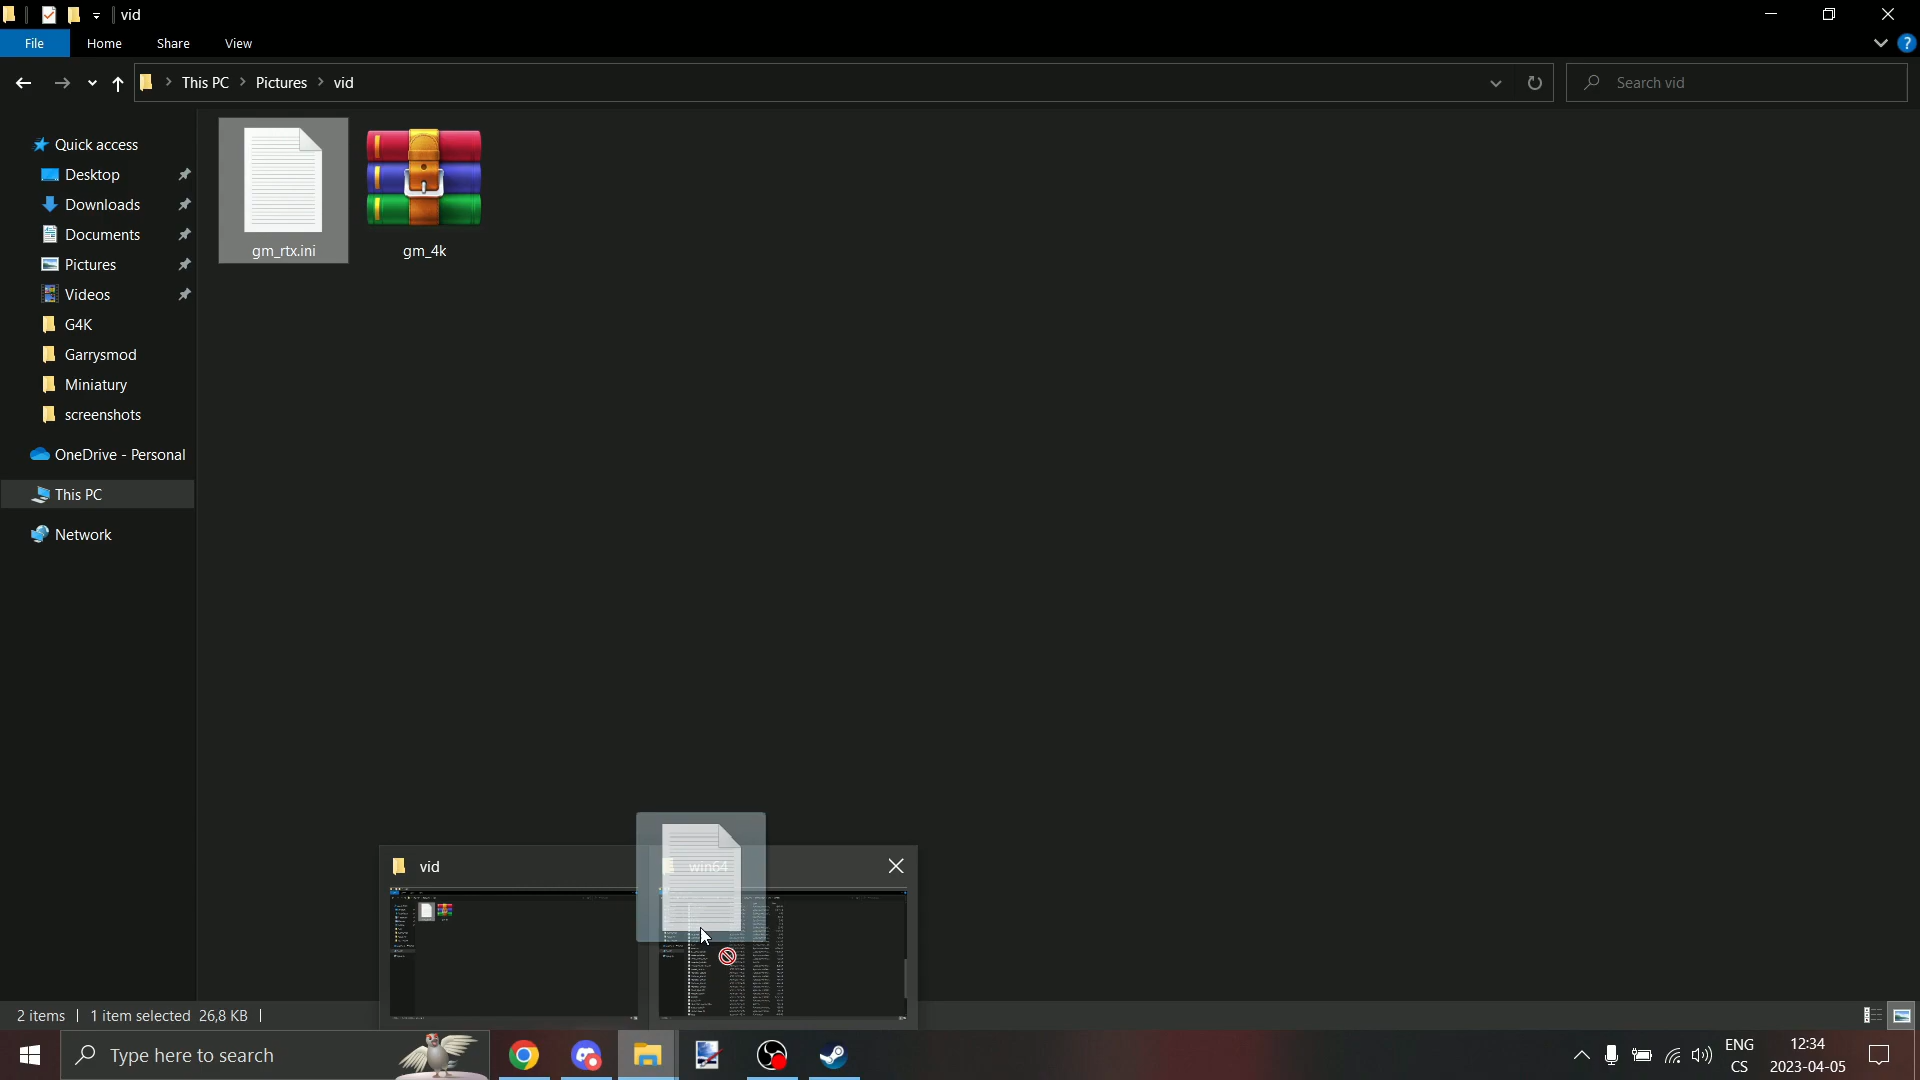 vid
File Home Share View
This PC Pictures vid
Search vid
Quick access
Desktop
Downloads
Documents
Pictures
Videos
G4K
Garrysmod
Miniatury
screenshots
OneDrive - Personal
This PC
Network
gm_rtx.ini
gm_4k
vid
win64
2 items 1 item selected 26,8 KB
Type here to search
ENG
CS
12:34
2023-04-05